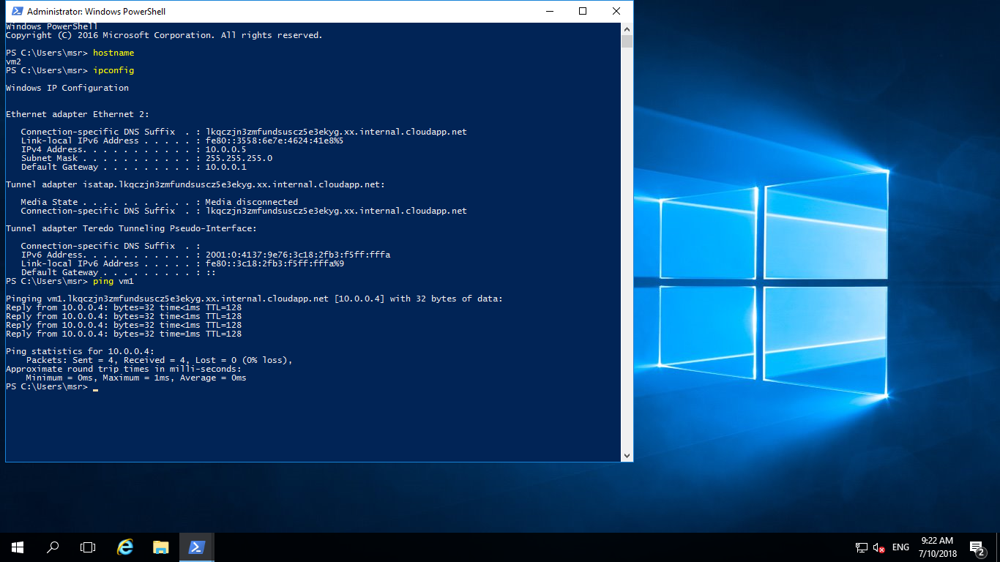 Administrator: Windows PowerShell
Windows PowerShell
Copyright (C) 2016 Microsoft Corporation. All rights reserved.
PS C:\Users\msr> hostname
vm2
PS C:\Users\msr> ipconfig
Windows IP Configuration
Ethernet adapter Ethernet 2:
Connection-specific DNS Suffix  . : lkqczjn3zmfundsuscz5e3ekyg.xx.internal.cloudapp.net
Link-local IPv6 Address . . . . . : fe80::3558:6e7e:4624:41e8%5
IPv4 Address. . . . . . . . . . . : 10.0.0.5
Subnet Mask . . . . . . . . . . . : 255.255.255.0
Default Gateway . . . . . . . . . : 10.0.0.1
Tunnel adapter isatap.lkqczjn3zmfundsuscz5e3ekyg.xx.internal.cloudapp.net:
Media State . . . . . . . . . . . : Media disconnected
Connection-specific DNS Suffix  . : lkqczjn3zmfundsuscz5e3ekyg.xx.internal.cloudapp.net
Tunnel adapter Teredo Tunneling Pseudo-Interface:
Connection-specific DNS Suffix  . :
IPv6 Address. . . . . . . . . . . : 2001:0:4137:9e76:3c18:2fb3:f5ff:fffa
Link-local IPv6 Address . . . . . : fe80::3c18:2fb3:f5ff:fffa%9
Default Gateway . . . . . . . . . : ::
PS C:\Users\msr> ping vm1
Pinging vm1.lkqczjn3zmfundsuscz5e3ekyg.xx.internal.cloudapp.net [10.0.0.4] with 32 bytes of data:
Reply from 10.0.0.4: bytes=32 time<1ms TTL=128
Reply from 10.0.0.4: bytes=32 time<1ms TTL=128
Reply from 10.0.0.4: bytes=32 time<1ms TTL=128
Reply from 10.0.0.4: bytes=32 time=1ms TTL=128
Ping statistics for 10.0.0.4:
Packets: Sent = 4, Received = 4, Lost = 0 (0% loss),
Approximate round trip times in milli-seconds:
Minimum = 0ms, Maximum = 1ms, Average = 0ms
PS C:\Users\msr>
ENG
9:22 AM
7/10/2018
2